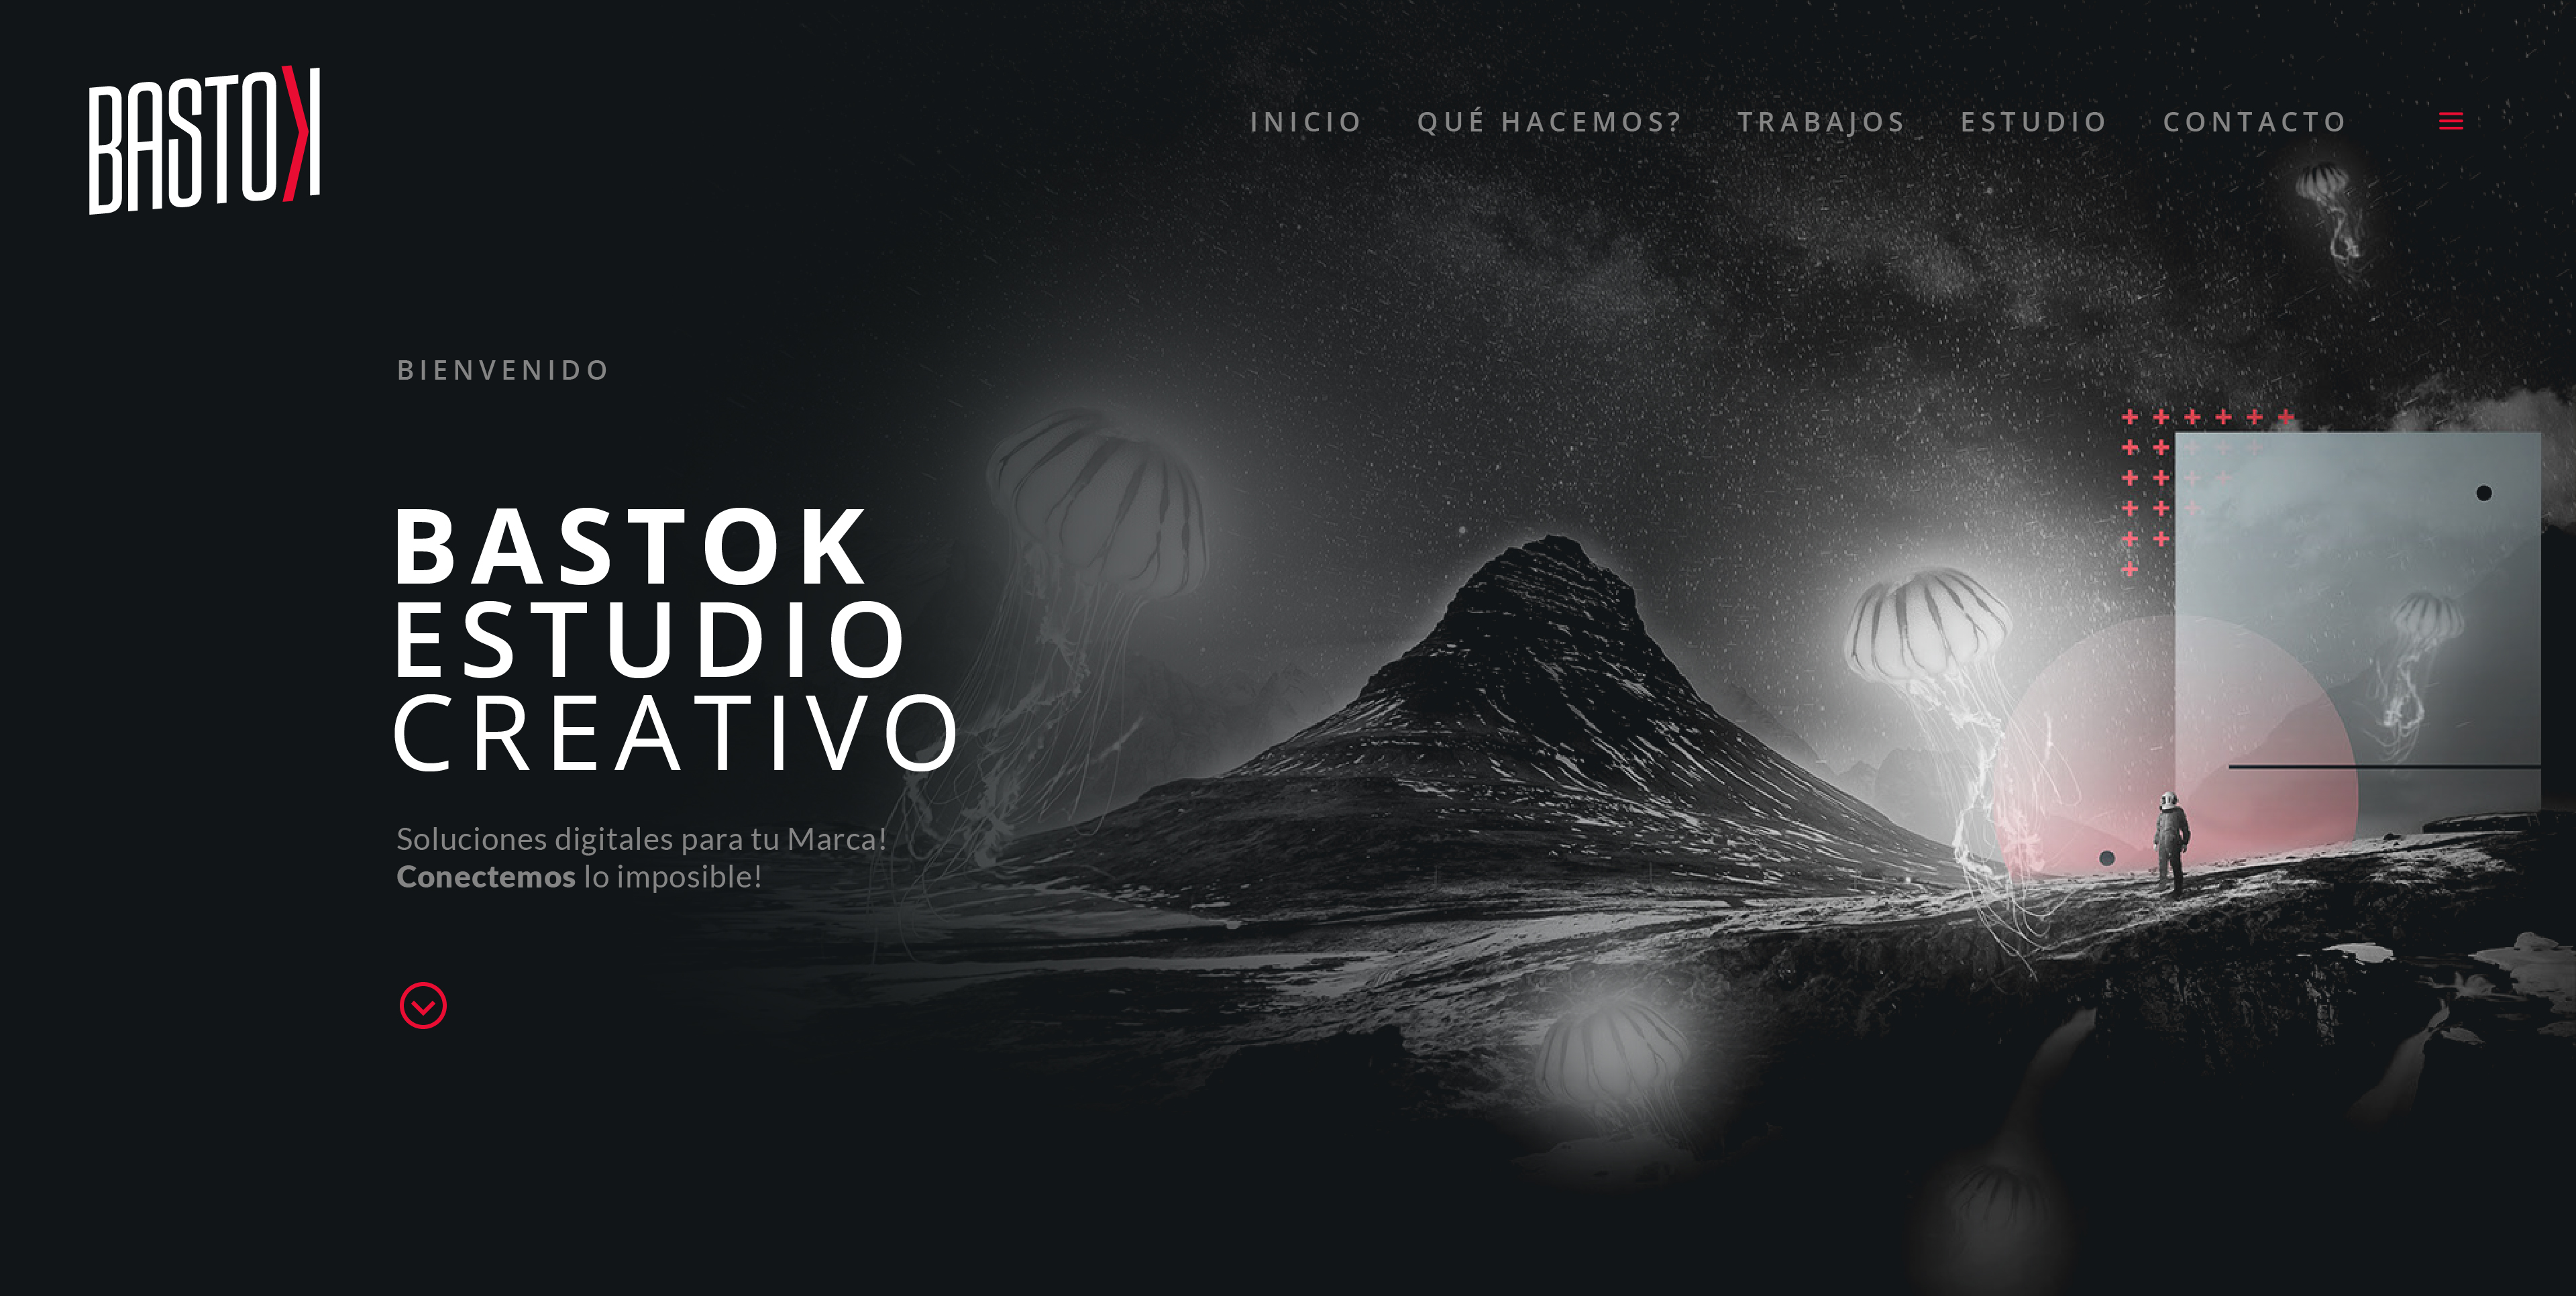 BASTOK
INICIO QUÉ HACEMOS? TRABAJOS ESTUDIO CONTACTO
BIENVENIDO
BASTOK
ESTUDIO
CREATIVO
Soluciones digitales para tu Marca!
Conectemos lo imposible!